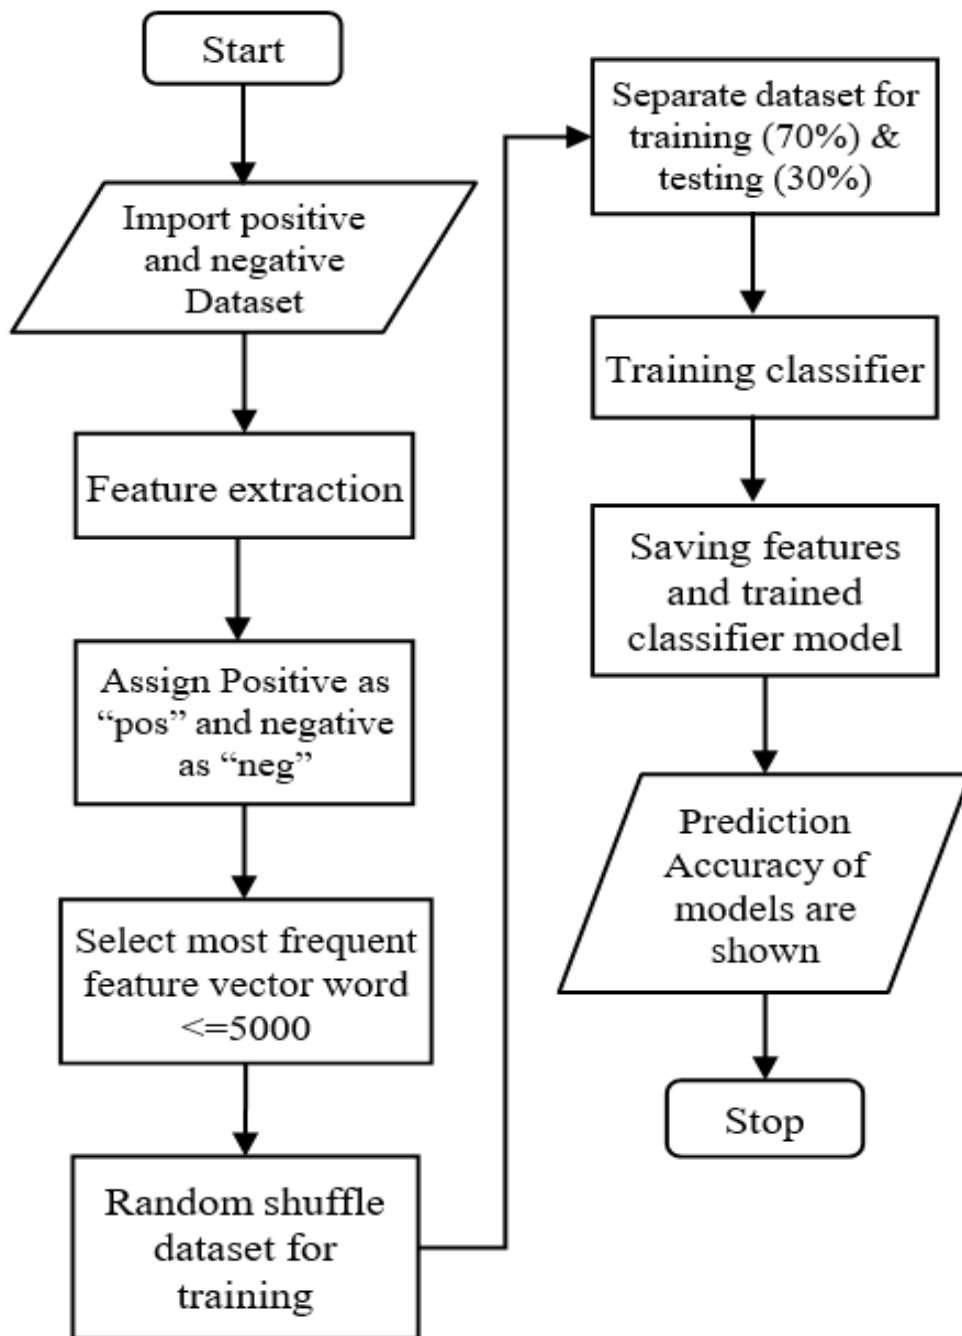 Start
Import positive
and negative
Dataset
Feature extraction
Assign Positive as
“pos” and negative
as “neg”
Select most frequent
feature vector word
<=5000
Random shuffle
dataset for
training
Separate dataset for
training (70%) &
testing (30%)
Training classifier
Saving features
and trained
classifier model
Prediction
Accuracy of
models are
shown
Stop